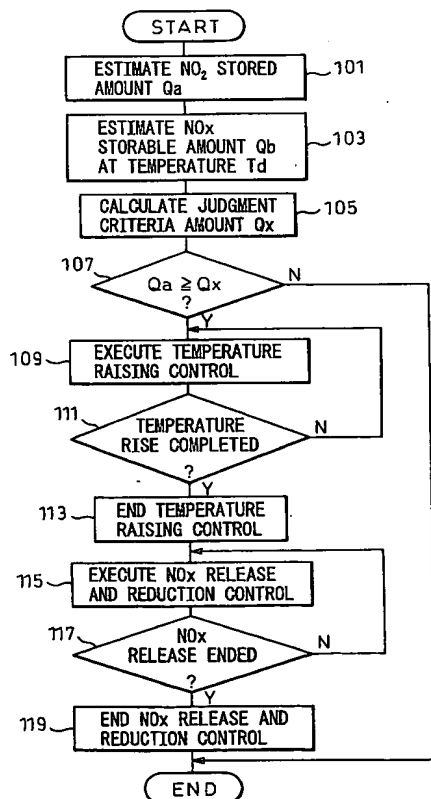 START
ESTIMATE NO₂ STORED
AMOUNT Qa
101
ESTIMATE NOx
STORABLE AMOUNT Qb
AT TEMPERATURE Td
103
CALCULATE JUDGMENT
CRITERIA AMOUNT Qx
105
107
Qa ≧ Qx
?
N
Y
109
EXECUTE TEMPERATURE
RAISING CONTROL
111
TEMPERATURE
RISE COMPLETED
?
N
Y
113
END TEMPERATURE
RAISING CONTROL
115
EXECUTE NOx RELEASE
AND REDUCTION CONTROL
117
NOx
RELEASE ENDED
?
N
Y
119
END NOx RELEASE AND
REDUCTION CONTROL
END